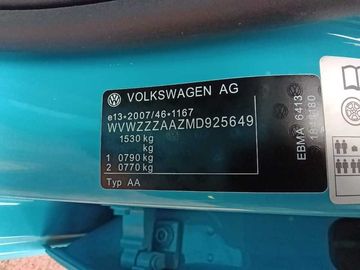 VOLKSWAGEN AG
e13*2007/46*1167
WVWZZZAAZMD925649
1530 kg
kg
1 0790 kg
2 0770 kg
Typ AA
EBMA 6413